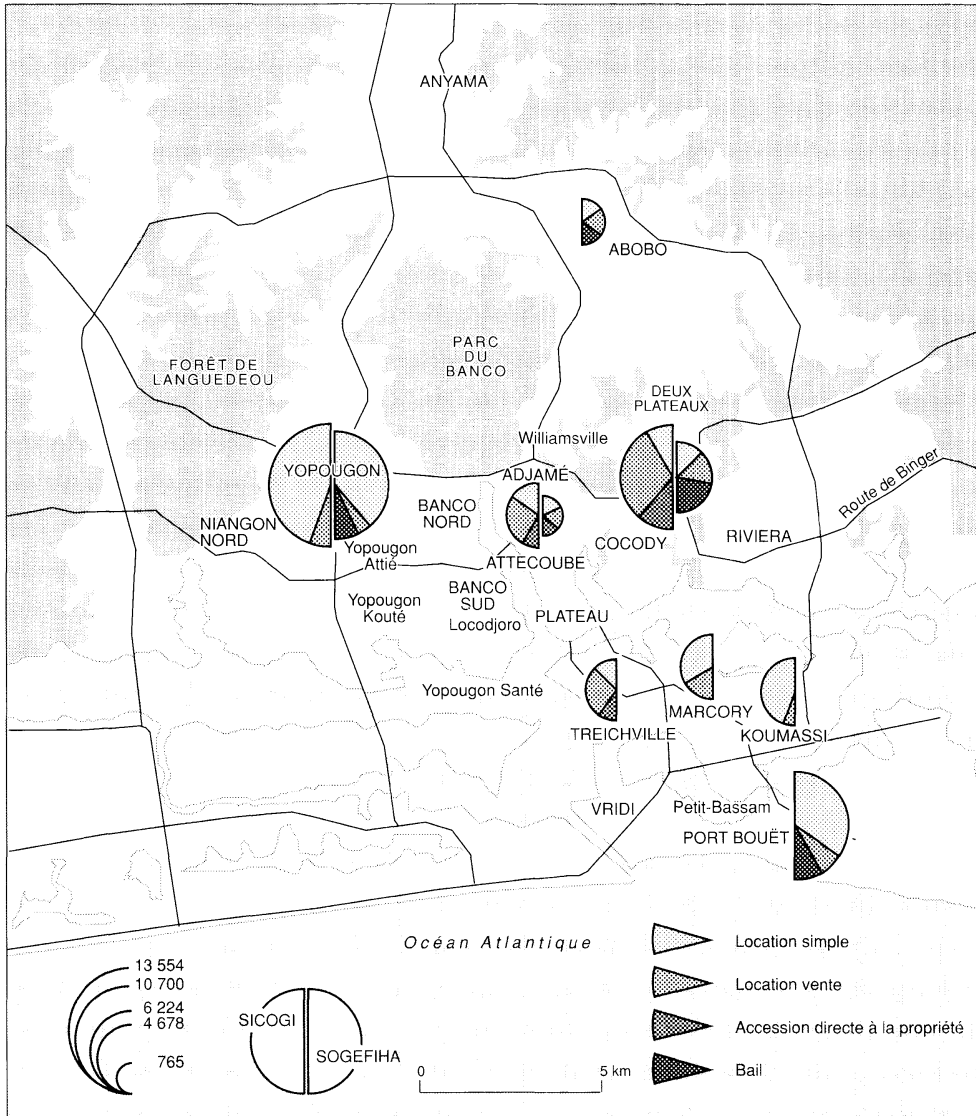 ANYAMA
ABOBO
PARC
DU
BANCO
FORÊT DE
LANGUEDEOU
DEUX
PLATEAUX
Williamsville
YOPOUGON
ADJAMÉ
Route de Binger
BANCO
NORD
NIANGON
NORD
RIVIERA
COCODY
Yopougon
Attié
ATTECOUBE
BANCO
SUD
Yopougon
Kouté
Locodjoro
PLATEAU
Yopougon Santé
MARCORY
TREICHVILLE
KOUMASSI
VRIDI
Petit-Bassam
PORT BOUËT
Océan Atlantique
Location simple
13 554
10 700
Location vente
6 224
4 678
SICOGI
SOGEFIHA
Accession directe à la propriété
765
Bail
0
5 km